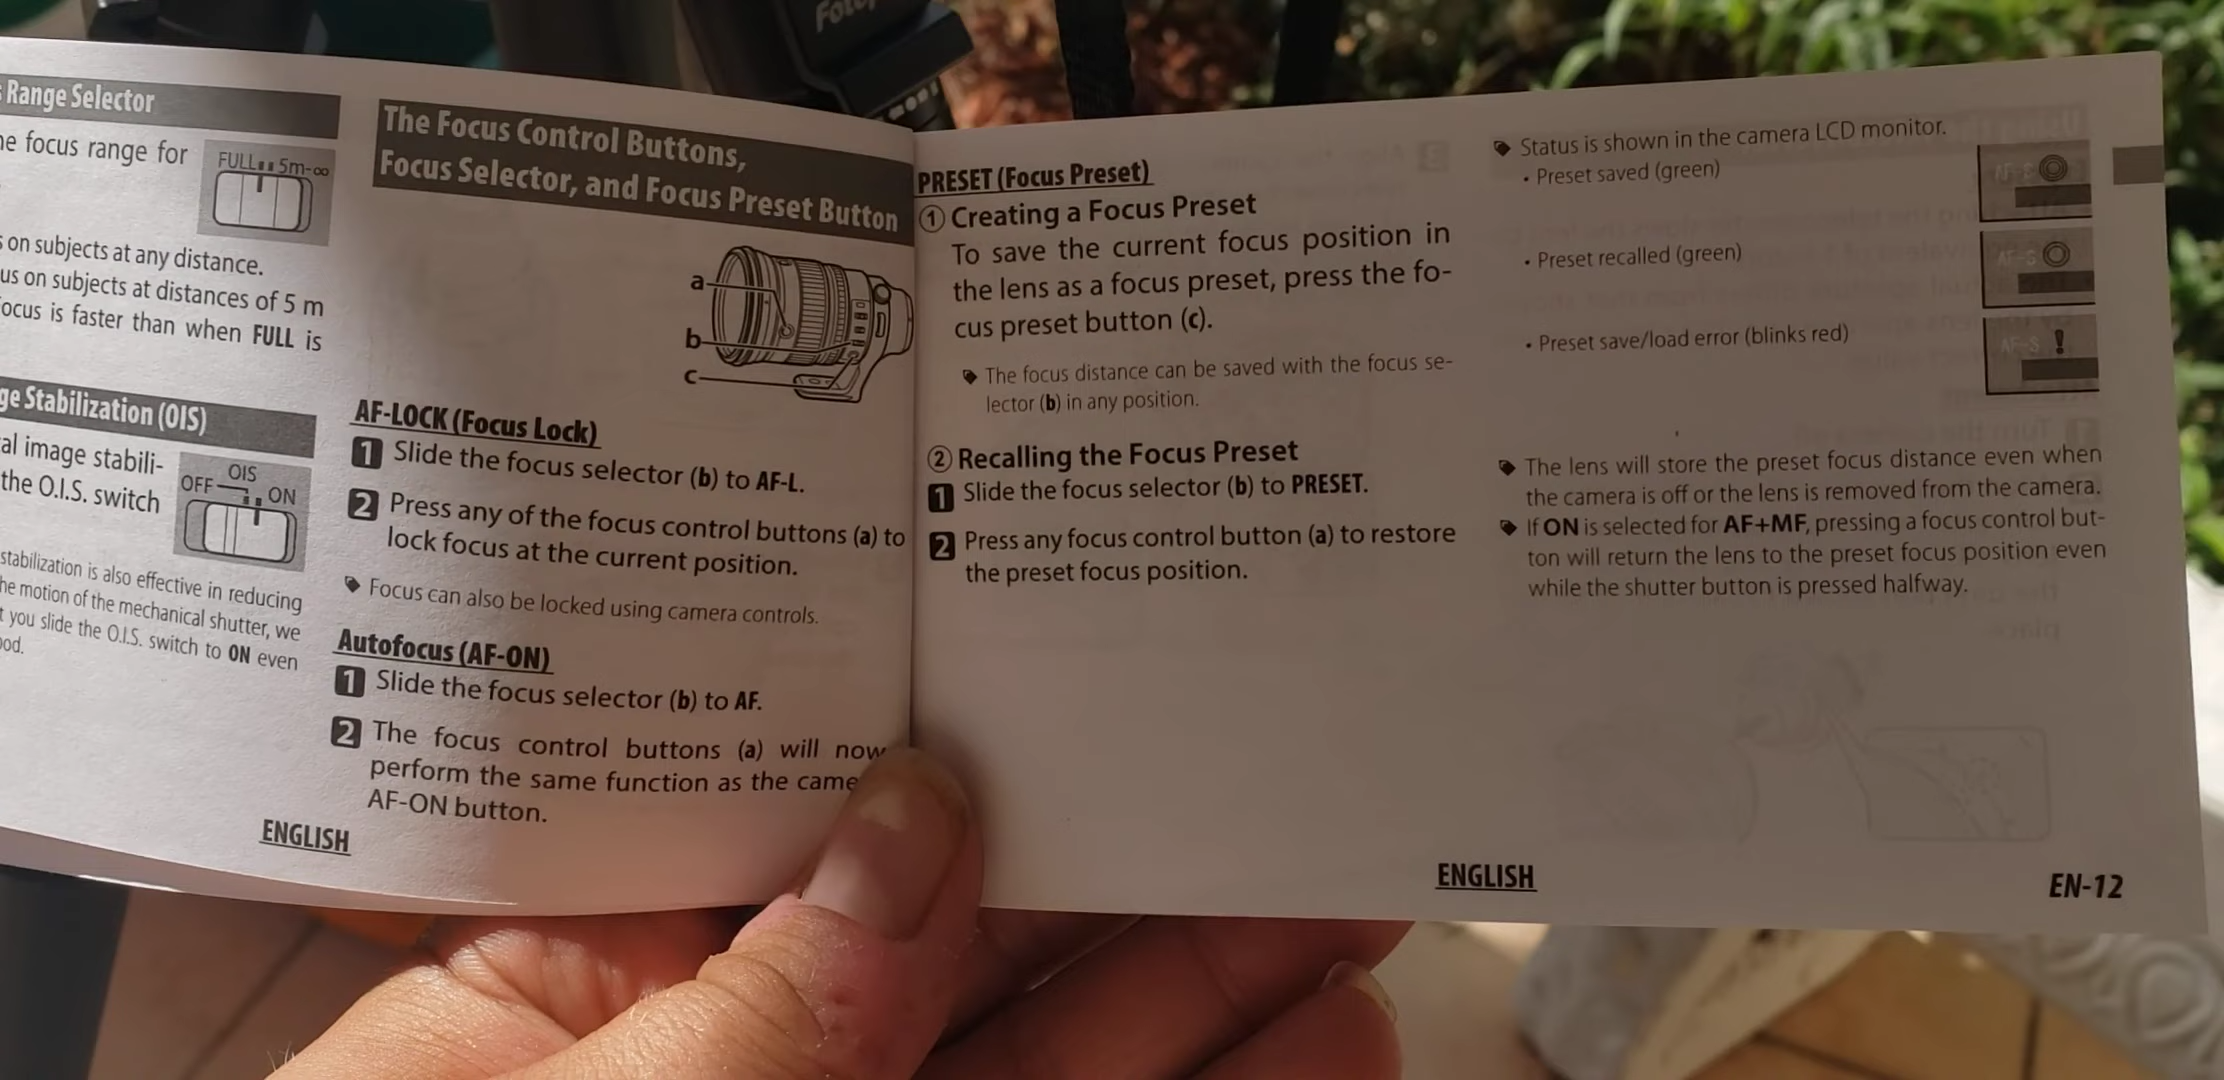 Range Selector
focus range for
FULL 5m-∞
on subjects at any distance.
us on subjects at distances of 5 m
ocus is faster than when FULL is
ge Stabilization (OIS)
al image stabili-
the O.I.S. switch
OIS
OFF ON
stabilization is also effective in reducing
he motion of the mechanical shutter, we
t you slide the O.I.S. switch to ON even
ood.
The Focus Control Buttons,
Focus Selector, and Focus Preset Button
a
b
c
AF-LOCK (Focus Lock)
1 Slide the focus selector (b) to AF-L.
2 Press any of the focus control buttons (a) to
lock focus at the current position.
Focus can also be locked using camera controls.
Autofocus (AF-ON)
1 Slide the focus selector (b) to AF.
2 The focus control buttons (a) will now
perform the same function as the came
AF-ON button.
ENGLISH
PRESET (Focus Preset)
① Creating a Focus Preset
To save the current focus position in
the lens as a focus preset, press the fo-
cus preset button (c).
The focus distance can be saved with the focus se-
lector (b) in any position.
② Recalling the Focus Preset
1 Slide the focus selector (b) to PRESET.
2 Press any focus control button (a) to restore
the preset focus position.
Status is shown in the camera LCD monitor.
• Preset saved (green)
AF-S
• Preset recalled (green)
AF-S
• Preset save/load error (blinks red)
AF-S !
The lens will store the preset focus distance even when
the camera is off or the lens is removed from the camera.
If ON is selected for AF+MF, pressing a focus control but-
ton will return the lens to the preset focus position even
while the shutter button is pressed halfway.
ENGLISH
EN-12